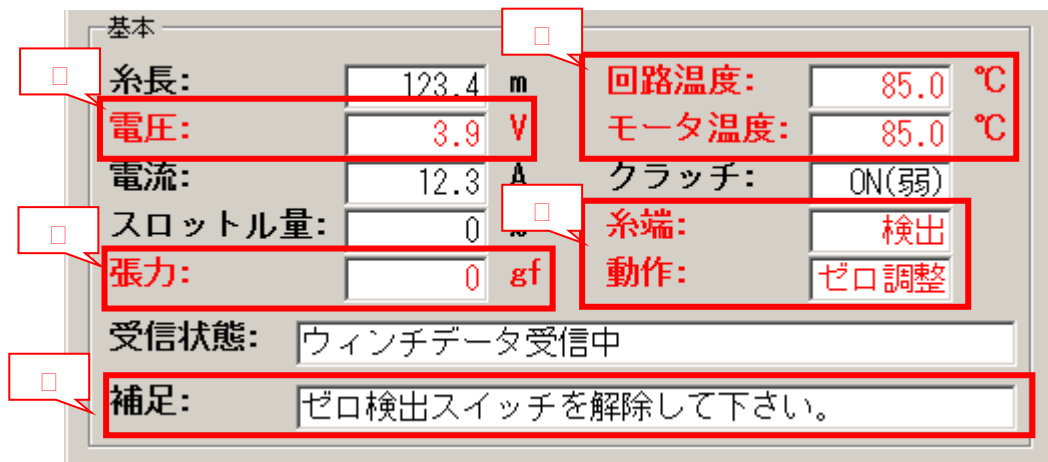 基本
糸長: 123.4 m
回路温度: 85.0 ℃
電圧: 3.9 V
モータ温度: 85.0 ℃
電流: 12.3 A
クラッチ: ON(弱)
スロットル量: 0
糸端: 検出
張力: 0 gf
動作: ゼロ調整
受信状態: ウィンチデータ受信中
補足: ゼロ検出スイッチを解除して下さい。